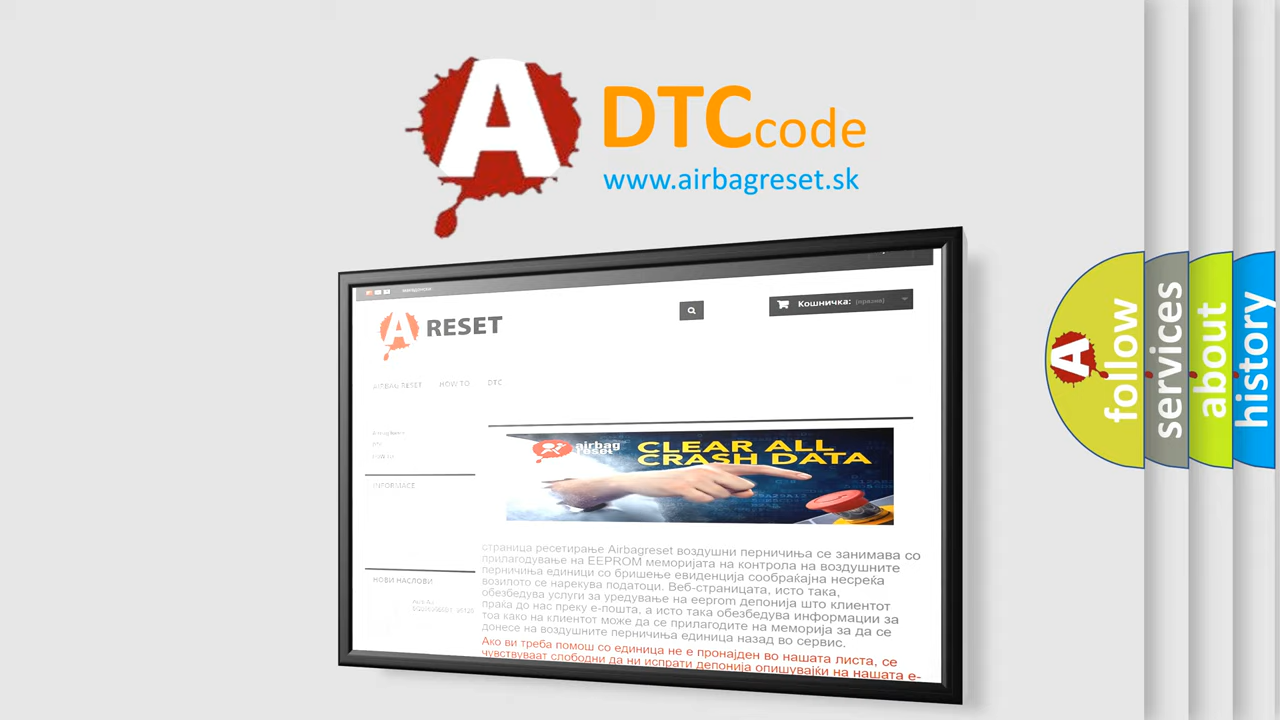 A
DTC code
www.airbagreset.sk
A RESET
Кошничка: (празни)
AIRBAG RESET
HOW TO
DTC
airbag
reset
CLEAR ALL
CRASH DATA
INFORMACE
НОВИ НАСЛОВИ
страница ресетирање Airbagreset воздушни перничиња се занимава со
прилагодување на EEPROM меморијата на контрола на воздушните
перничиња единици со бришење евиденција сообраќајна несреќа
возилото се нарекува податоци. Веб-страницата, исто така,
обезбедува услуги за уредување на eeprom депонија што клиентот
праќа до нас преку е-пошта, а исто така обезбедува информации за
тоа како на клиентот може да се прилагодите на меморија за да се
донесе на воздушните перничиња единица назад во сервис.
Ако ви треба помош со единица не е пронајден во нашата листа, се
чувствуваат слободни да ни испрати депонија опишувајќи на нашата е-
A
follow
services
about
history